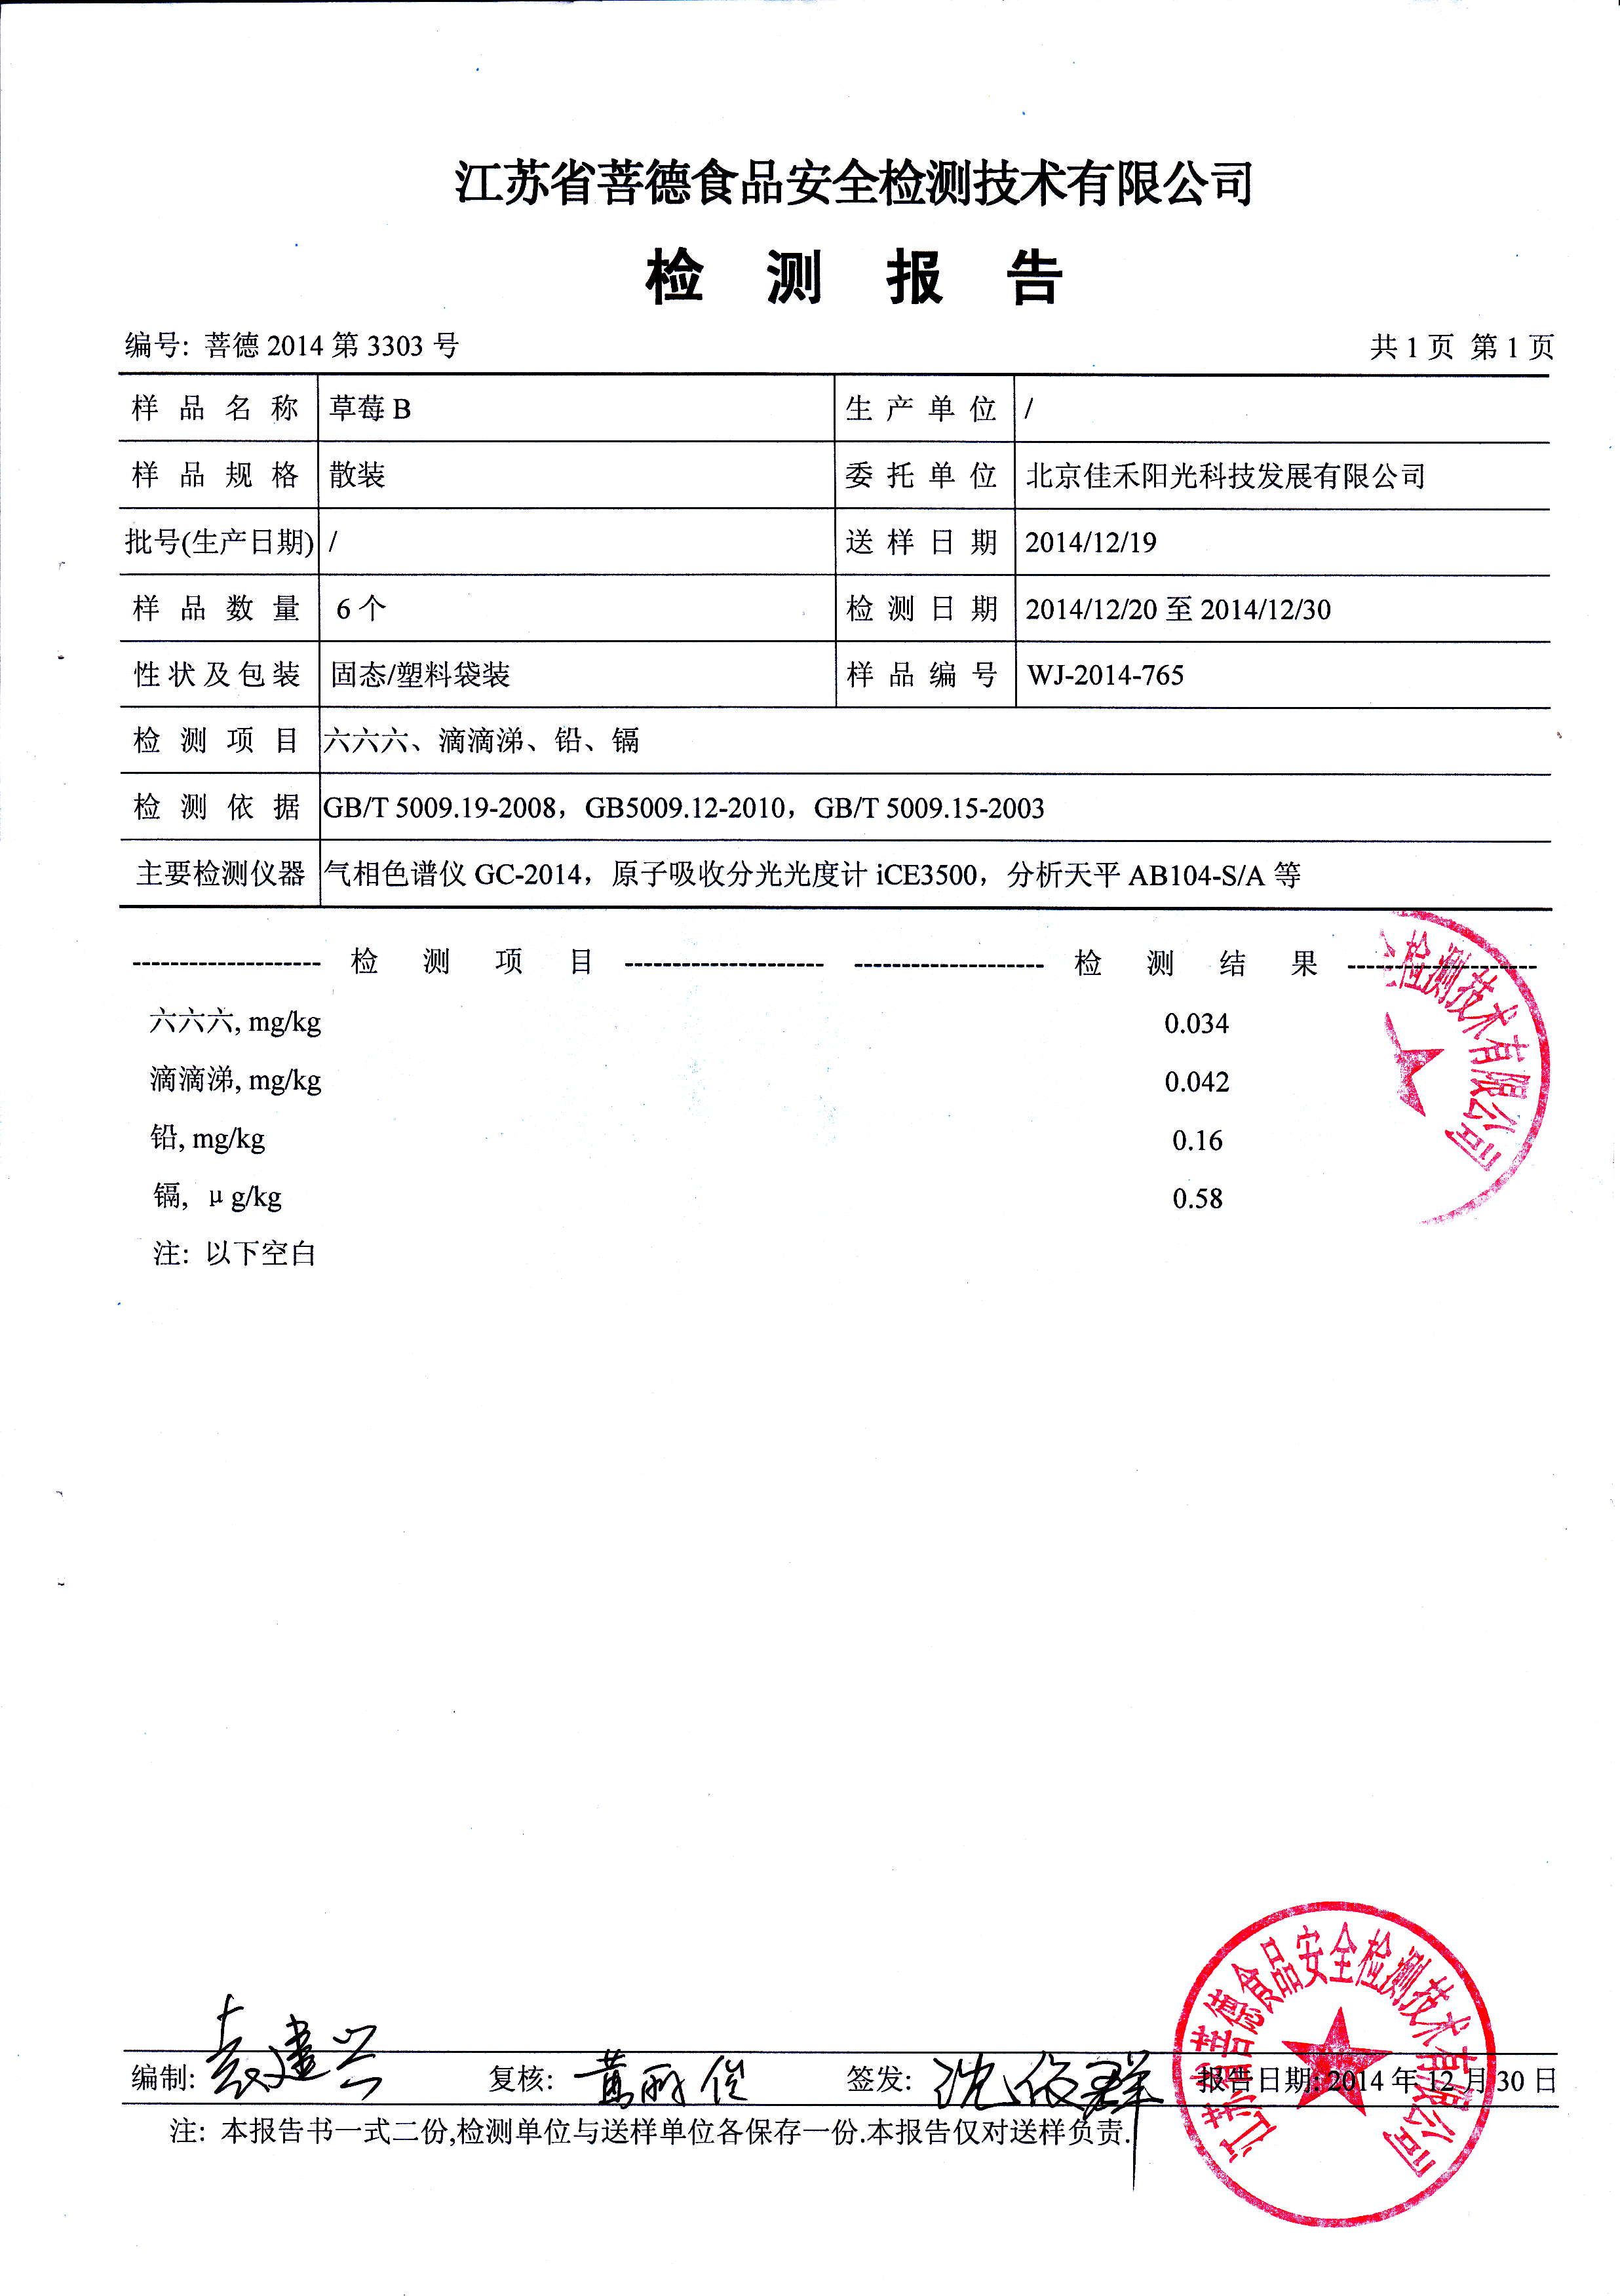 江苏省菩德食品安全检测技术有限公司
检 测 报 告
编号: 菩德 2014 第 3303 号 共 1 页 第 1 页
样 品 名 称 草莓 B 生 产 单 位 /
样 品 规 格 散装 委 托 单 位 北京佳禾阳光科技发展有限公司
批号(生产日期) / 送 样 日 期 2014/12/19
样 品 数 量 6 个 检 测 日 期 2014/12/20 至 2014/12/30
性 状 及 包 装 固态/塑料袋装 样 品 编 号 WJ-2014-765
检 测 项 目 六六六、滴滴涕、铅、镉
检 测 依 据 GB/T 5009.19-2008，GB5009.12-2010，GB/T 5009.15-2003
主要检测仪器 气相色谱仪 GC-2014，原子吸收分光光度计 iCE3500，分析天平 AB104-S/A 等
-------------------- 检 测 项 目 --------------------- -------------------- 检 测 结 果 --------------------
检测技术有限公司
六六六, mg/kg 0.034
滴滴涕, mg/kg 0.042
铅, mg/kg 0.16
镉, μg/kg 0.58
注: 以下空白
江苏省菩德食品安全检测技术有限公司
编制: 袁建兴 复核: 签发: 沈俊群 报告日期: 2014 年 12 月 30 日
注: 本报告书一式二份,检测单位与送样单位各保存一份.本报告仅对送样负责.